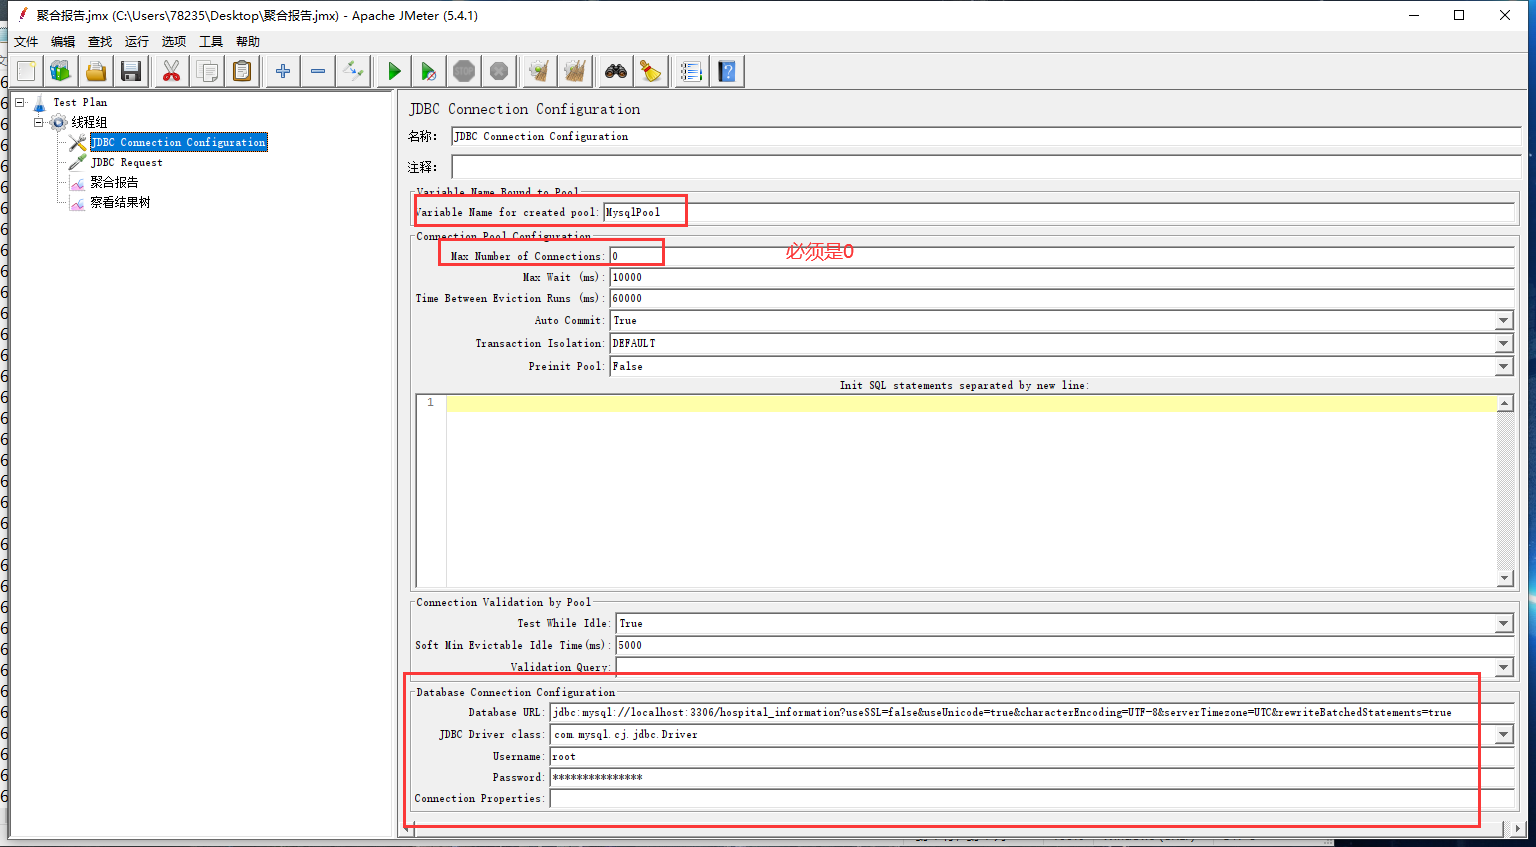 聚合报告.jmx (C:\Users\78235\Desktop\聚合报告.jmx) - Apache JMeter (5.4.1)
文件 编辑 查找 运行 选项 工具 帮助
Test Plan
线程组
JDBC Connection Configuration
JDBC Request
聚合报告
察看结果树
JDBC Connection Configuration
名称: JDBC Connection Configuration
注释:
Variable Name Bound to Pool
Variable Name for created pool: MysqlPool
Connection Pool Configuration
Max Number of Connections: 0 必须是0
Max Wait (ms): 10000
Time Between Eviction Runs (ms): 60000
Auto Commit: True
Transaction Isolation: DEFAULT
Preinit Pool: False
Init SQL statements separated by new line:
1
Connection Validation by Pool
Test While Idle: True
Soft Min Evictable Idle Time(ms): 5000
Validation Query:
Database Connection Configuration
Database URL: jdbc:mysql://localhost:3306/hospital_information?useSSL=false&useUnicode=true&characterEncoding=UTF-8&serverTimezone=UTC&rewriteBatchedStatements=true
JDBC Driver class: com.mysql.cj.jdbc.Driver
Username: root
Password: ***************
Connection Properties: